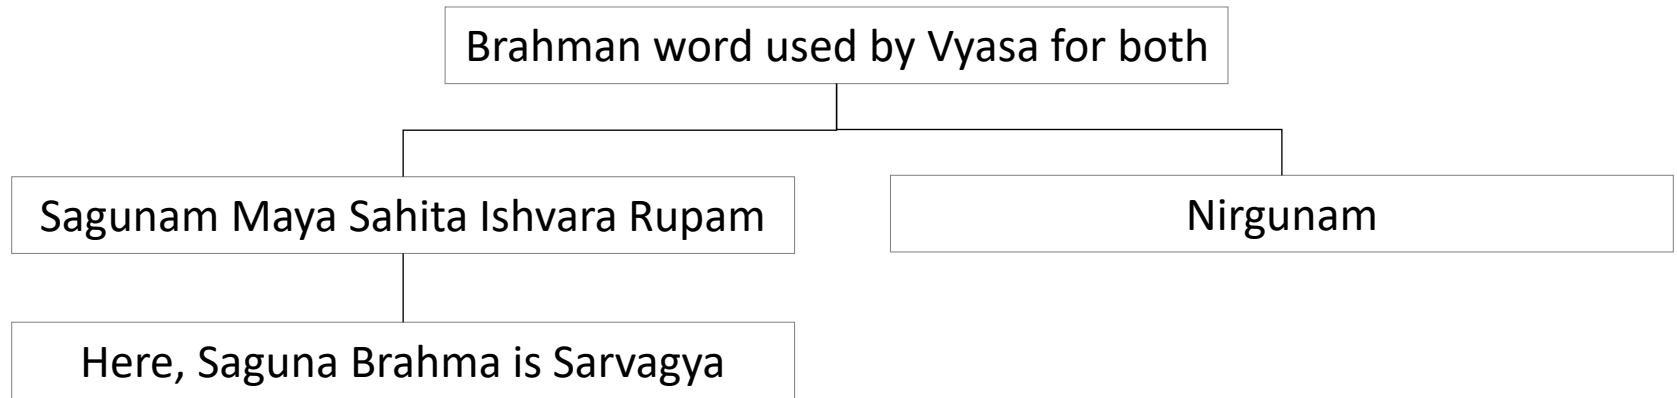 Brahman word used by Vyasa for both
Sagunam Maya Sahita Ishvara Rupam
Nirgunam
Here, Saguna Brahma is Sarvagya